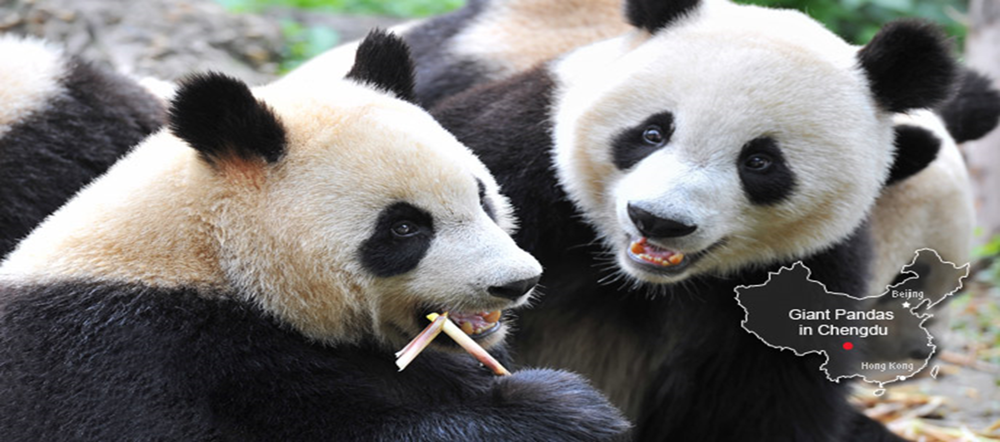 Beijing
Giant Pandas
in Chengdu
Hong Kong